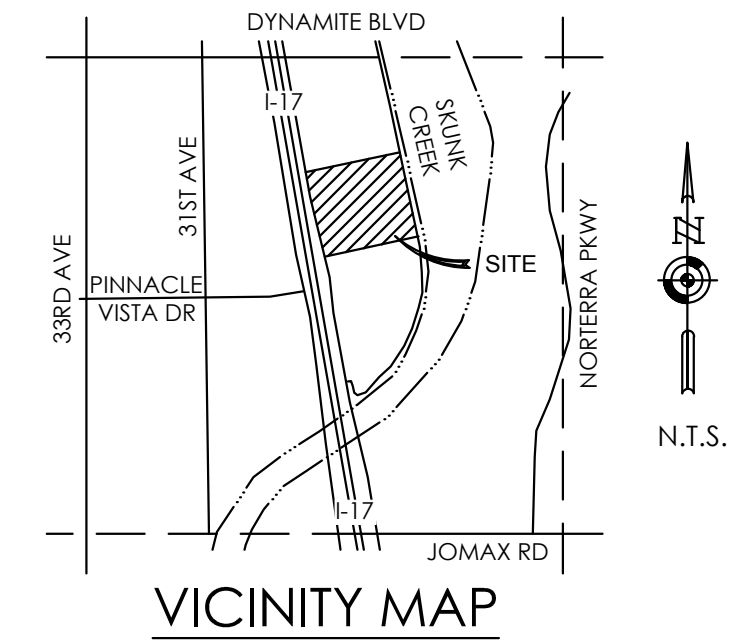 DYNAMITE BLVD
I-17
SKUNK
CREEK
31ST AVE
33RD AVE
PINNACLE
VISTA DR
SITE
NORTERRA PKWY
N
N.T.S.
I-17
JOMAX RD
VICINITY MAP